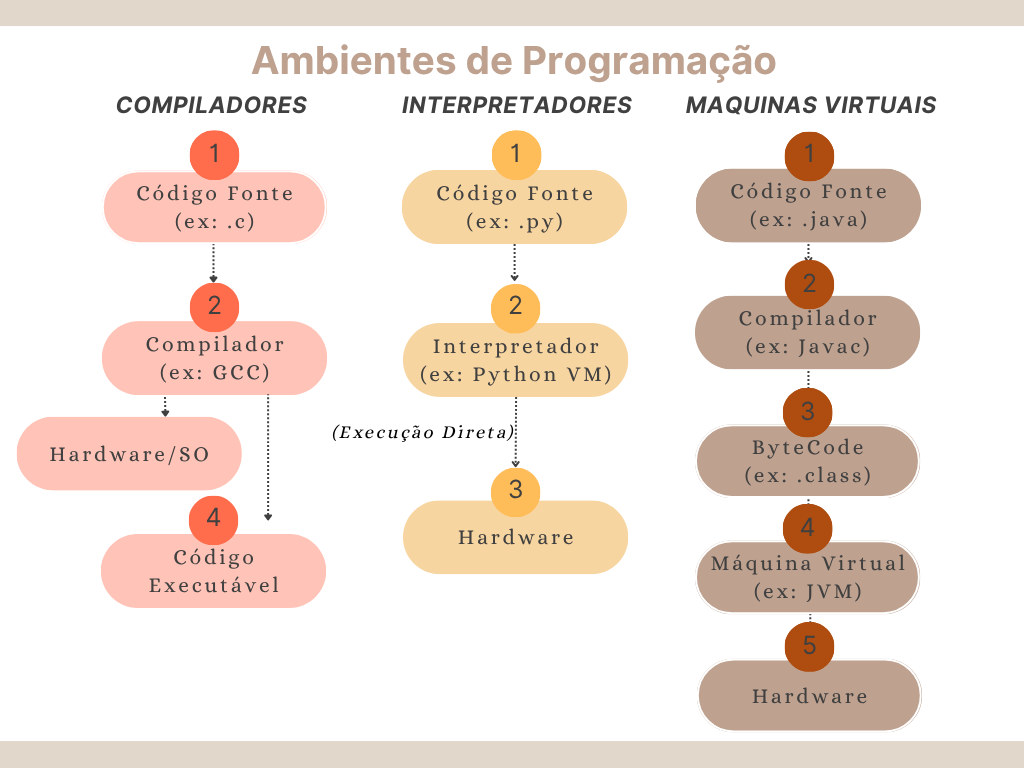 Ambientes de Programação
COMPILADORES
1
Código Fonte
(ex: .c)
2
Compilador
(ex: GCC)
Hardware/SO
4
Código
Executável
INTERPRETADORES
1
Código Fonte
(ex: .py)
2
Interpretador
(ex: Python VM)
(Execução Direta)
3
Hardware
MAQUINAS VIRTUAIS
1
Código Fonte
(ex: .java)
2
Compilador
(ex: Javac)
3
ByteCode
(ex: .class)
4
Máquina Virtual
(ex: JVM)
5
Hardware